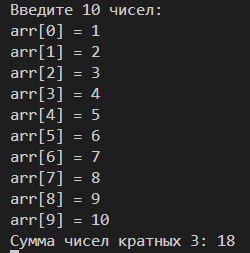 Введите 10 чисел:
arr[0] = 1
arr[1] = 2
arr[2] = 3
arr[3] = 4
arr[4] = 5
arr[5] = 6
arr[6] = 7
arr[7] = 8
arr[8] = 9
arr[9] = 10
Сумма чисел кратных 3: 18